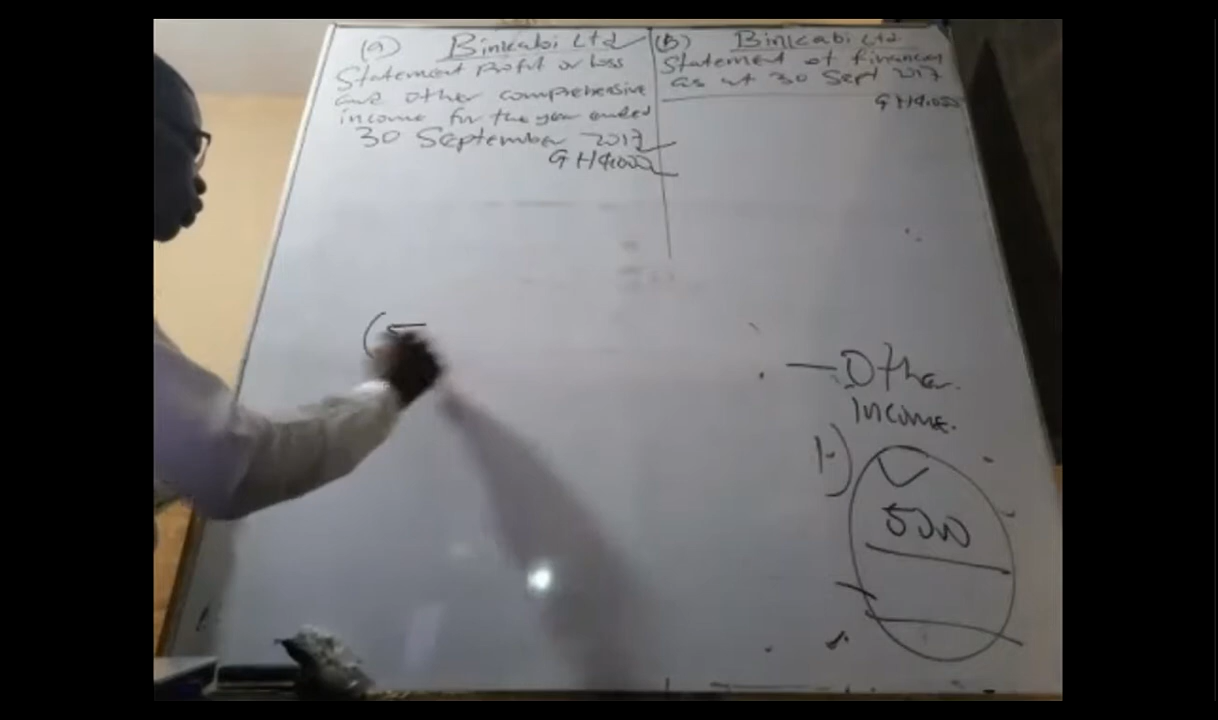 (a) Binkabi Ltd
Statement Profit or loss
and other comprehensive
income for the year ended
30 September 2017
GH¢000
(b) Binkabi Ltd
Statement of financial
as at 30 Sept 2017
GH¢000
(
— Other
Income.
1-)
500